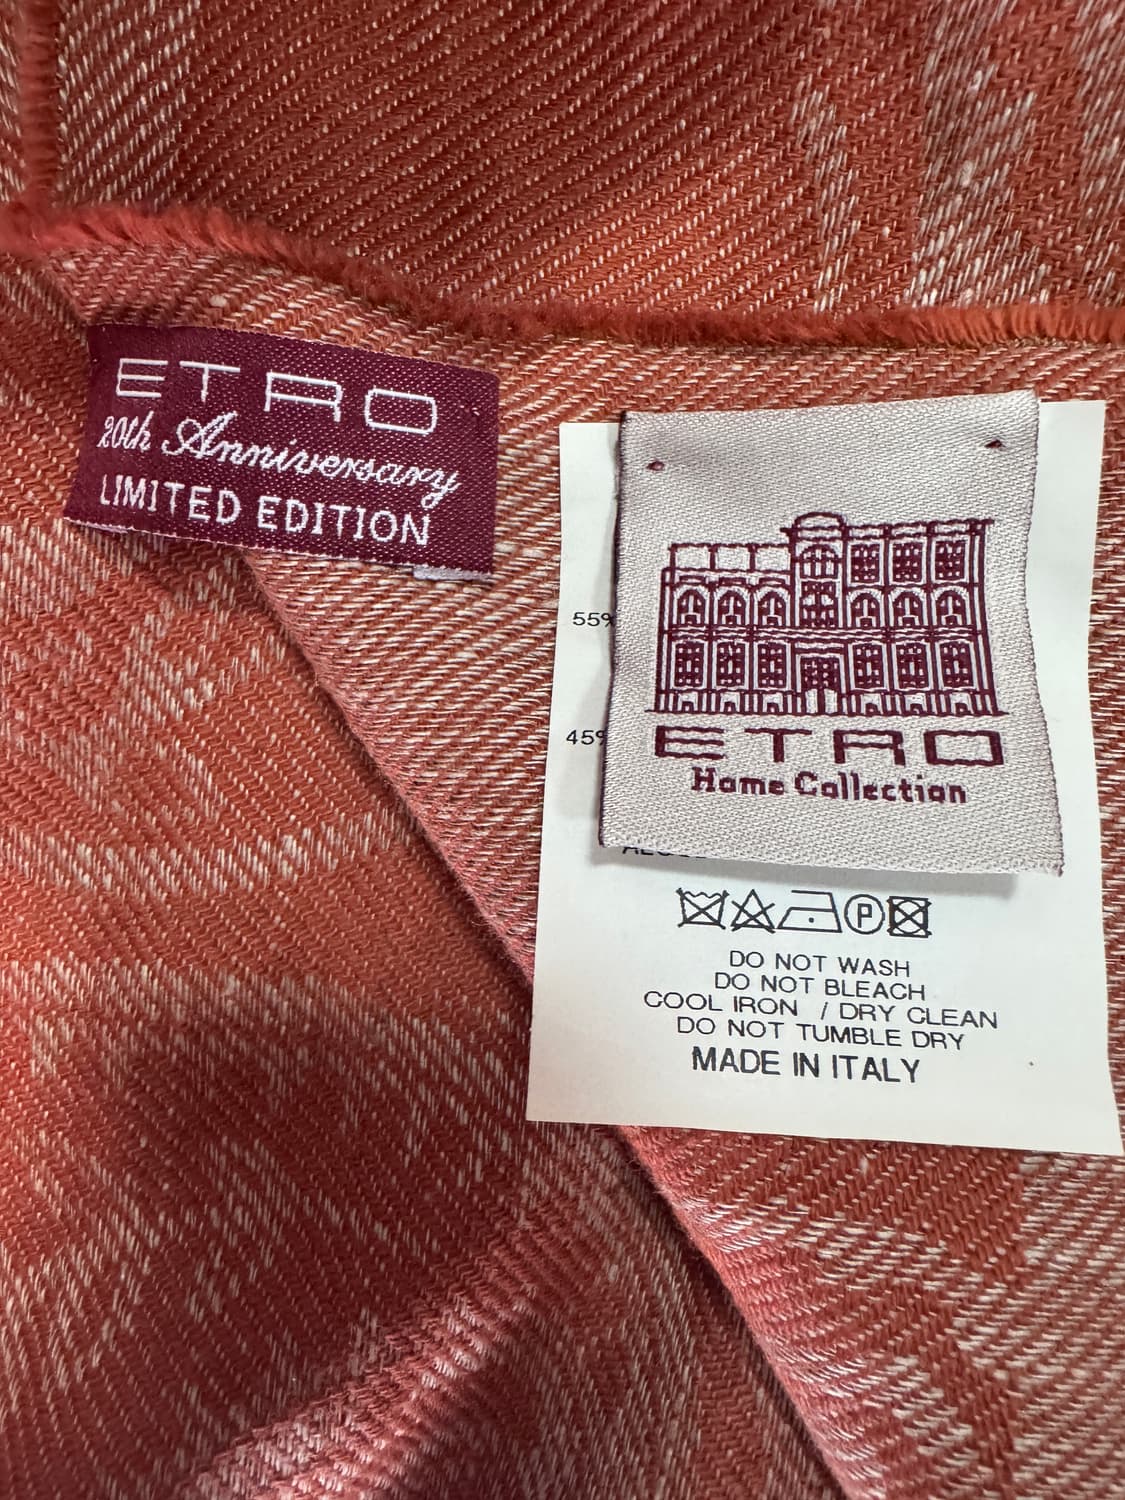 ETRO
20th Anniversary
LIMITED EDITION
55%
45%
ETRO
Home Collection
P
DO NOT WASH
DO NOT BLEACH
COOL IRON / DRY CLEAN
DO NOT TUMBLE DRY
MADE IN ITALY